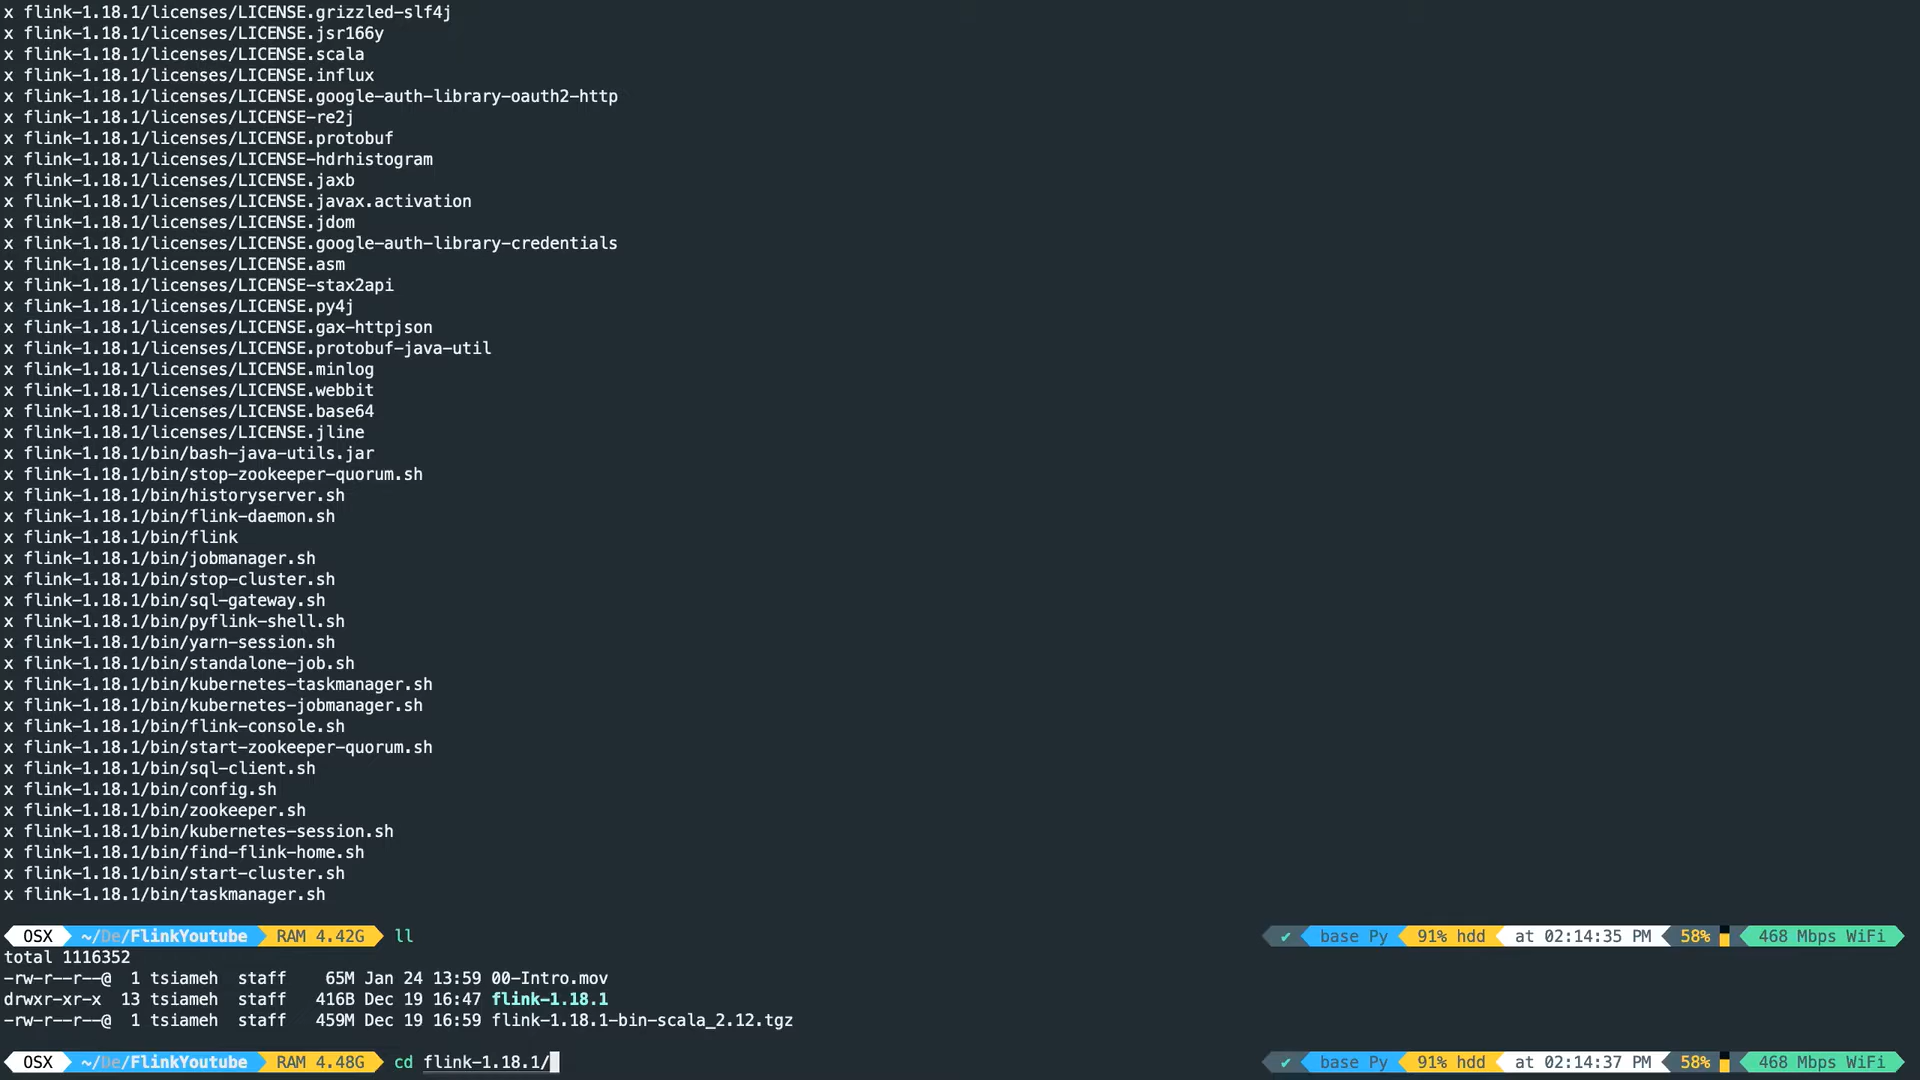 x flink-1.18.1/licenses/LICENSE.grizzled-slf4j
x flink-1.18.1/licenses/LICENSE.jsr166y
x flink-1.18.1/licenses/LICENSE.scala
x flink-1.18.1/licenses/LICENSE.influx
x flink-1.18.1/licenses/LICENSE.google-auth-library-oauth2-http
x flink-1.18.1/licenses/LICENSE-re2j
x flink-1.18.1/licenses/LICENSE.protobuf
x flink-1.18.1/licenses/LICENSE-hdrhistogram
x flink-1.18.1/licenses/LICENSE.jaxb
x flink-1.18.1/licenses/LICENSE.javax.activation
x flink-1.18.1/licenses/LICENSE.jdom
x flink-1.18.1/licenses/LICENSE.google-auth-library-credentials
x flink-1.18.1/licenses/LICENSE.asm
x flink-1.18.1/licenses/LICENSE-stax2api
x flink-1.18.1/licenses/LICENSE.py4j
x flink-1.18.1/licenses/LICENSE.gax-httpjson
x flink-1.18.1/licenses/LICENSE.protobuf-java-util
x flink-1.18.1/licenses/LICENSE.minlog
x flink-1.18.1/licenses/LICENSE.webbit
x flink-1.18.1/licenses/LICENSE.base64
x flink-1.18.1/licenses/LICENSE.jline
x flink-1.18.1/bin/bash-java-utils.jar
x flink-1.18.1/bin/stop-zookeeper-quorum.sh
x flink-1.18.1/bin/historyserver.sh
x flink-1.18.1/bin/flink-daemon.sh
x flink-1.18.1/bin/flink
x flink-1.18.1/bin/jobmanager.sh
x flink-1.18.1/bin/stop-cluster.sh
x flink-1.18.1/bin/sql-gateway.sh
x flink-1.18.1/bin/pyflink-shell.sh
x flink-1.18.1/bin/yarn-session.sh
x flink-1.18.1/bin/standalone-job.sh
x flink-1.18.1/bin/kubernetes-taskmanager.sh
x flink-1.18.1/bin/kubernetes-jobmanager.sh
x flink-1.18.1/bin/flink-console.sh
x flink-1.18.1/bin/start-zookeeper-quorum.sh
x flink-1.18.1/bin/sql-client.sh
x flink-1.18.1/bin/config.sh
x flink-1.18.1/bin/zookeeper.sh
x flink-1.18.1/bin/kubernetes-session.sh
x flink-1.18.1/bin/find-flink-home.sh
x flink-1.18.1/bin/start-cluster.sh
x flink-1.18.1/bin/taskmanager.sh
OSX ~/De/FlinkYoutube RAM 4.42G ll ✔ base Py 91% hdd at 02:14:35 PM 58% 468 Mbps WiFi
total 1116352
-rw-r--r--@ 1 tsiameh staff 65M Jan 24 13:59 00-Intro.mov
drwxr-xr-x 13 tsiameh staff 416B Dec 19 16:47 flink-1.18.1
-rw-r--r--@ 1 tsiameh staff 459M Dec 19 16:59 flink-1.18.1-bin-scala_2.12.tgz
OSX ~/De/FlinkYoutube RAM 4.48G cd flink-1.18.1/ ✔ base Py 91% hdd at 02:14:37 PM 58% 468 Mbps WiFi